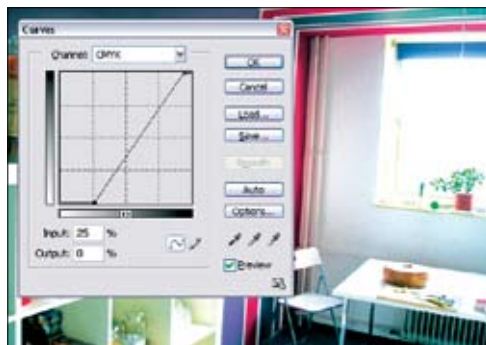 Curves
Channel: CMYK
OK
Cancel
Load...
Save...
Smooth
Auto
Options...
Input: 25 %
Output: 0 %
Preview